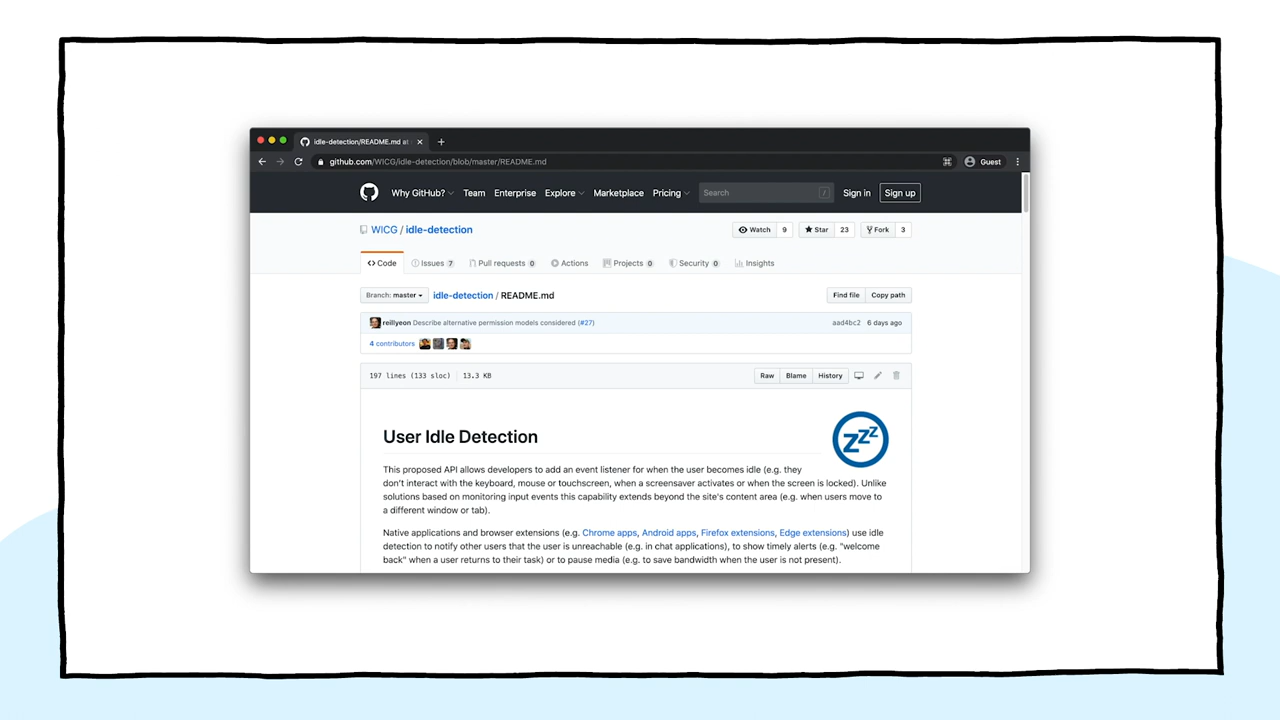 idle-detection/README.md at
github.com/WICG/idle-detection/blob/master/README.md
Guest
Why GitHub? Team Enterprise Explore Marketplace Pricing Search / Sign in Sign up
WICG / idle-detection
Watch 9 Star 23 Fork 3
Code Issues 7 Pull requests 0 Actions Projects 0 Security 0 Insights
Branch: master idle-detection / README.md Find file Copy path
reillyeon Describe alternative permission models considered (#27) aad4bc2 6 days ago
4 contributors
197 lines (133 sloc) 13.3 KB Raw Blame History
zzz
User Idle Detection
This proposed API allows developers to add an event listener for when the user becomes idle (e.g. they
don't interact with the keyboard, mouse or touchscreen, when a screensaver activates or when the screen is locked). Unlike
solutions based on monitoring input events this capability extends beyond the site's content area (e.g. when users move to
a different window or tab).
Native applications and browser extensions (e.g. Chrome apps, Android apps, Firefox extensions, Edge extensions) use idle
detection to notify other users that the user is unreachable (e.g. in chat applications), to show timely alerts (e.g. "welcome
back" when a user returns to their task) or to pause media (e.g. to save bandwidth when the user is not present).